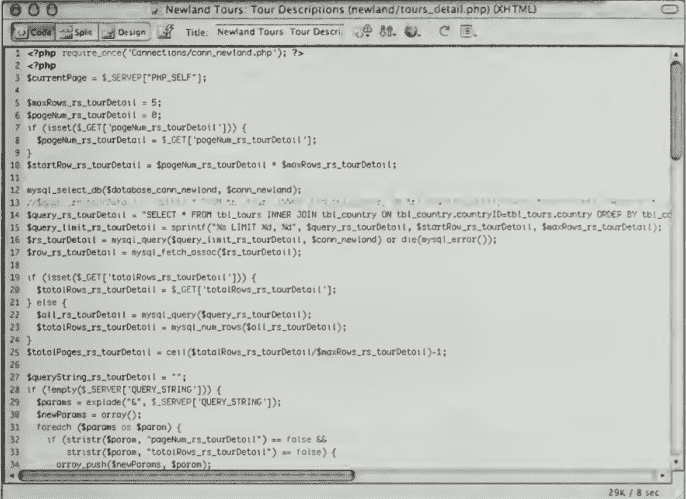 Newland Tours: Tour Descriptions (newland/tours_detail.php) (XHTML)
Code Split Design Title: Newland Tours Tour Descri
1 <?php require_once('Connections/conn_newland.php'); ?>
2 <?php
3 $currentPage = $_SERVER["PHP_SELF"];
4
5 $maxRows_rs_tourDetail = 5;
6 $pageNum_rs_tourDetail = 0;
7 if (isset($_GET['pageNum_rs_tourDetail'])) {
8 $pageNum_rs_tourDetail = $_GET['pageNum_rs_tourDetail'];
9 }
10 $startRow_rs_tourDetail = $pageNum_rs_tourDetail * $maxRows_rs_tourDetail;
11
12 mysql_select_db($database_conn_newland, $conn_newland);
13
14 $query_rs_tourDetail = "SELECT * FROM tbl_tours INNER JOIN tbl_country ON tbl_country.countryID=tbl_tours.country ORDER BY tbl_co
15 $query_limit_rs_tourDetail = sprintf("%s LIMIT %d, %d", $query_rs_tourDetail, $startRow_rs_tourDetail, $maxRows_rs_tourDetail);
16 $rs_tourDetail = mysql_query($query_limit_rs_tourDetail, $conn_newland) or die(mysql_error());
17 $row_rs_tourDetail = mysql_fetch_assoc($rs_tourDetail);
18
19 if (isset($_GET['totalRows_rs_tourDetail'])) {
20 $totalRows_rs_tourDetail = $_GET['totalRows_rs_tourDetail'];
21 } else {
22 $all_rs_tourDetail = mysql_query($query_rs_tourDetail);
23 $totalRows_rs_tourDetail = mysql_num_rows($all_rs_tourDetail);
24 }
25 $totalPages_rs_tourDetail = ceil($totalRows_rs_tourDetail/$maxRows_rs_tourDetail)-1;
26
27 $queryString_rs_tourDetail = "";
28 if (!empty($_SERVER['QUERY_STRING'])) {
29 $params = explode("&", $_SERVER['QUERY_STRING']);
30 $newParams = array();
31 foreach ($params as $param) {
32 if (stristr($param, "pageNum_rs_tourDetail") == false &&
33 stristr($param, "totalRows_rs_tourDetail") == false) {
34 array_push($newParams, $param);
29K / 8 sec